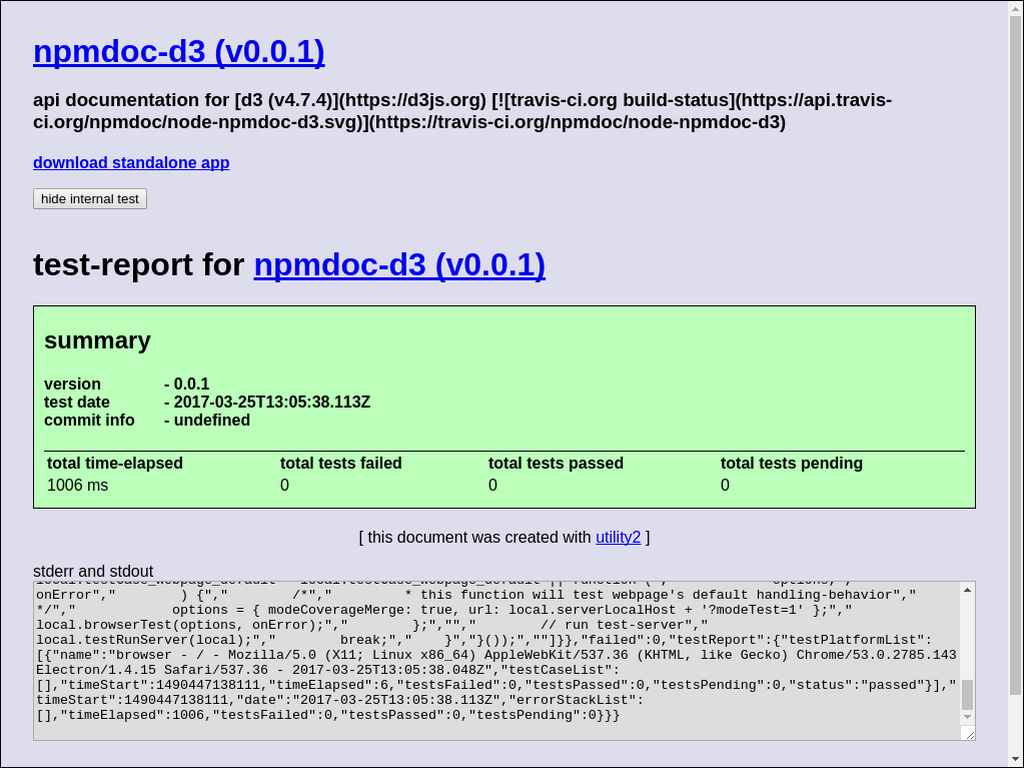 npmdoc-d3 (v0.0.1)
api documentation for [d3 (v4.7.4)](https://d3js.org) [![travis-ci.org build-status](https://api.travis-
ci.org/npmdoc/node-npmdoc-d3.svg)](https://travis-ci.org/npmdoc/node-npmdoc-d3)
download standalone app
hide internal test
test-report for npmdoc-d3 (v0.0.1)
summary
version - 0.0.1
test date - 2017-03-25T13:05:38.113Z
commit info - undefined
total time-elapsed total tests failed total tests passed total tests pending
1006 ms 0 0 0
[ this document was created with utility2 ]
stderr and stdout
local.testCase_webpage_default = local.testCase_webpage_default || function (","            options,","
onError","        ) {","        /*","         * this function will test webpage's default handling-behavior","
*/","            options = { modeCoverageMerge: true, url: local.serverLocalHost + '?modeTest=1' };","
local.browserTest(options, onError);","        };","","        // run test-server","
local.testRunServer(local);","        break;","    }","}());",""]}},"failed":0,"testReport":{"testPlatformList":
[{"name":"browser - / - Mozilla/5.0 (X11; Linux x86_64) AppleWebKit/537.36 (KHTML, like Gecko) Chrome/53.0.2785.143
Electron/1.4.15 Safari/537.36 - 2017-03-25T13:05:38.048Z","testCaseList":
[],"timeStart":1490447138111,"timeElapsed":6,"testsFailed":0,"testsPassed":0,"testsPending":0,"status":"passed"}],"
timeStart":1490447138111,"date":"2017-03-25T13:05:38.113Z","errorStackList":
[],"timeElapsed":1006,"testsFailed":0,"testsPassed":0,"testsPending":0}}}